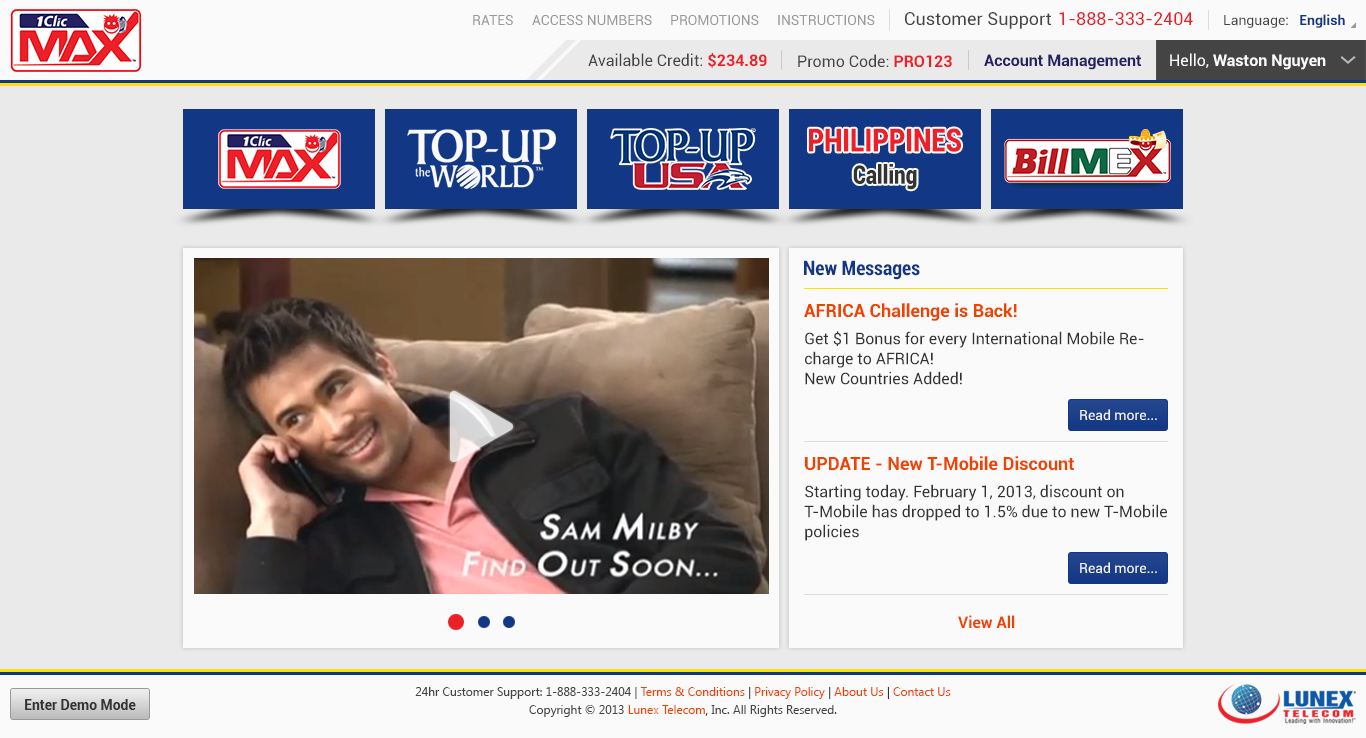 1Clic
MAX
RATES ACCESS NUMBERS PROMOTIONS INSTRUCTIONS Customer Support 1-888-333-2404 Language: English
Available Credit: $234.89 Promo Code: PRO123 Account Management Hello, Waston Nguyen
1Clic
MAX
TOP-UP
the WORLD™
TOP-UP
USA
PHILIPPINES
Calling
BillMEX
SAM MILBY
FIND OUT SOON...
New Messages
AFRICA Challenge is Back!
Get $1 Bonus for every International Mobile Re-
charge to AFRICA!
New Countries Added!
Read more...
UPDATE - New T-Mobile Discount
Starting today. February 1, 2013, discount on
T-Mobile has dropped to 1.5% due to new T-Mobile
policies
Read more...
View All
Enter Demo Mode
24hr Customer Support: 1-888-333-2404 | Terms & Conditions | Privacy Policy | About Us | Contact Us
Copyright © 2013 Lunex Telecom, Inc. All Rights Reserved.
LUNEX
TELECOM
Leading with Innovation!